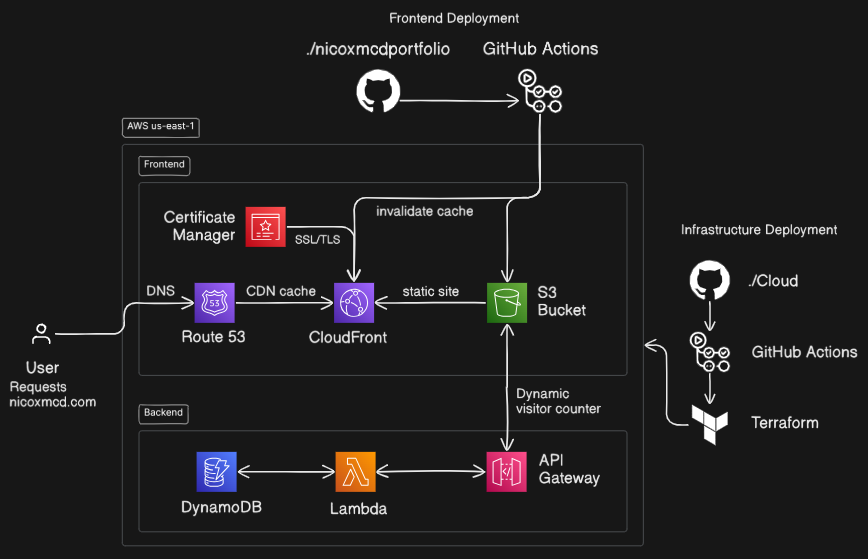 Frontend Deployment
./nicoxmcdportfolio
GitHub Actions
AWS us-east-1
Frontend
Certificate
Manager
SSL/TLS
invalidate cache
Infrastructure Deployment
./Cloud
DNS
53
CDN cache
static site
S3
Bucket
Route 53
CloudFront
User
Requests
nicoxmcd.com
GitHub Actions
Dynamic
visitor counter
Terraform
Backend
API
Gateway
DynamoDB
Lambda